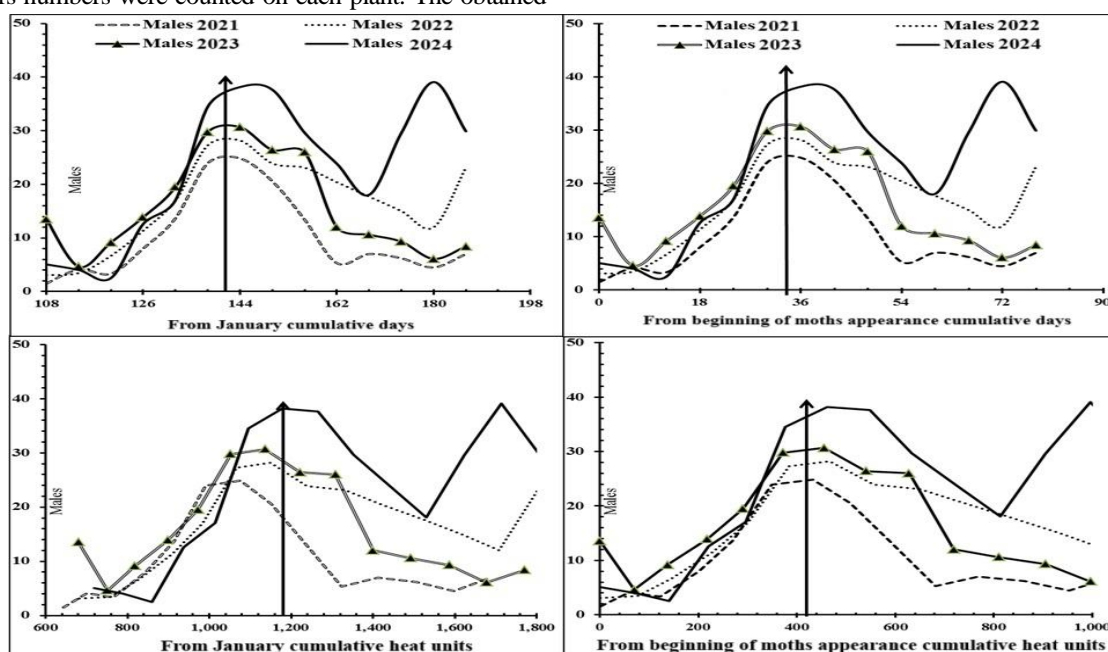 rs numbers were counted on each plant. The obtained
Males 2021 Males 2022
Males 2023 Males 2024
50
40
30
20
10
0
Males
108 126 144 162 180 198
From January cumulative days
Males 2021 Males 2022
Males 2023 Males 2024
50
40
30
20
10
0
Males
0 18 36 54 72 90
From beginning of moths appearance cumulative days
50
40
30
20
10
0
Males
600 800 1,000 1,200 1,400 1,600 1,800
From January cumulative heat units
50
40
30
20
10
0
Males
0 200 400 600 800 1,000
From beginning of moths appearance cumulative heat units